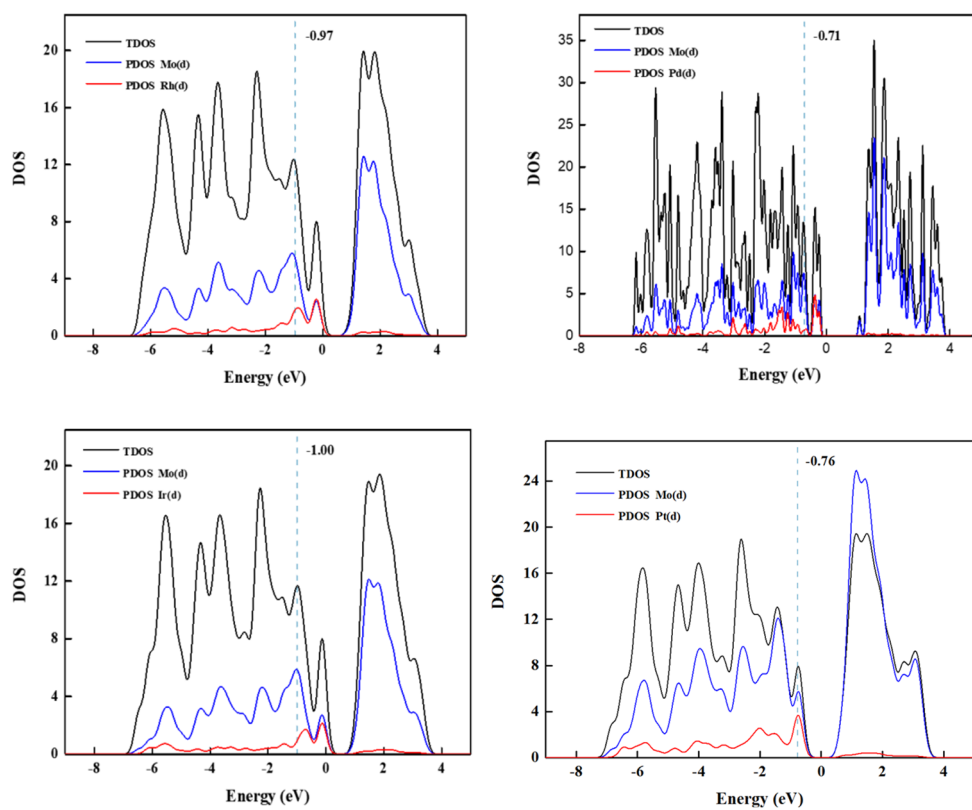 TDOS
PDOS Mo(d)
PDOS Rh(d)
-0.97
20
16
12
8
4
0
DOS
-8
-6
-4
-2
0
2
4
Energy (eV)
TDOS
PDOS Mo(d)
PDOS Pd(d)
-0.71
35
30
25
20
15
10
5
0
DOS
-8
-6
-4
-2
0
2
4
Energy (eV)
TDOS
PDOS Mo(d)
PDOS Ir(d)
-1.00
20
16
12
8
4
0
DOS
-8
-6
-4
-2
0
2
4
Energy (eV)
TDOS
PDOS Mo(d)
PDOS Pt(d)
-0.76
24
20
16
12
8
4
0
DOS
-8
-6
-4
-2
0
2
4
Energy (eV)